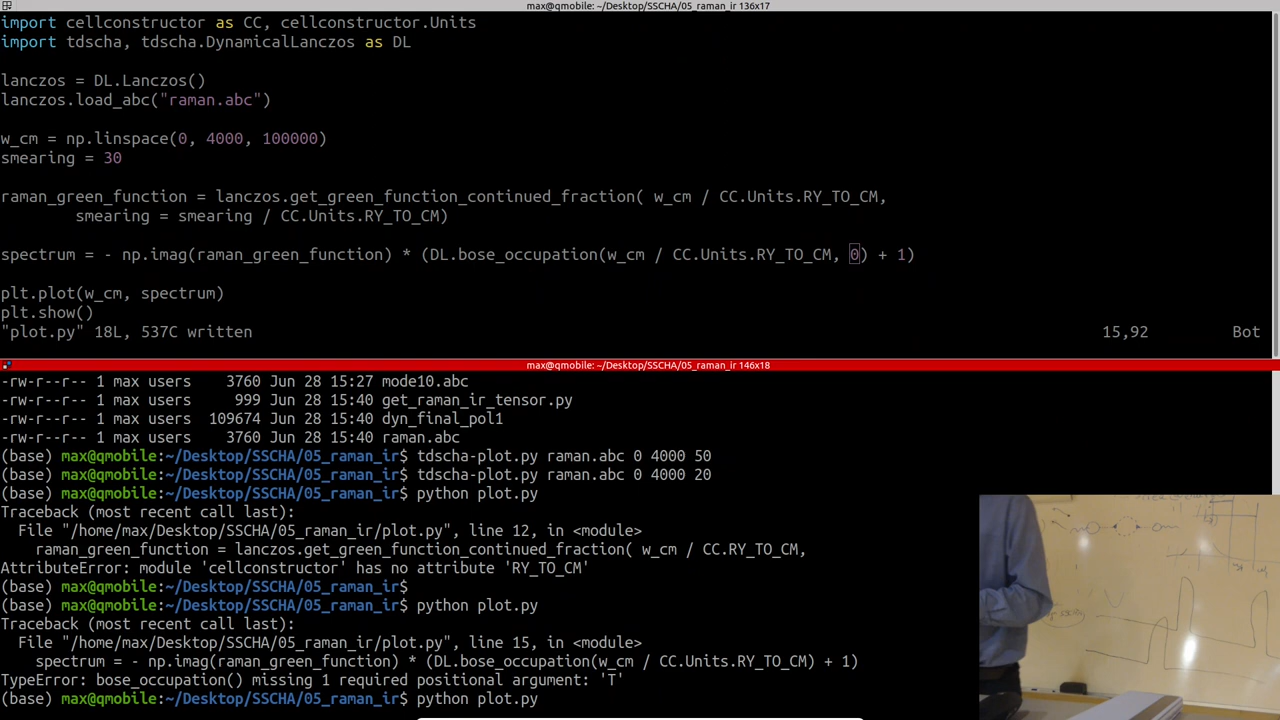 max@qmobile: ~/Desktop/SSCHA/05_raman_ir 136x17
import cellconstructor as CC, cellconstructor.Units
import tdscha, tdscha.DynamicalLanczos as DL
lanczos = DL.Lanczos()
lanczos.load_abc("raman.abc")
w_cm = np.linspace(0, 4000, 100000)
smearing = 30
raman_green_function = lanczos.get_green_function_continued_fraction( w_cm / CC.Units.RY_TO_CM,
smearing = smearing / CC.Units.RY_TO_CM)
spectrum = - np.imag(raman_green_function) * (DL.bose_occupation(w_cm / CC.Units.RY_TO_CM, 0) + 1)
plt.plot(w_cm, spectrum)
plt.show()
"plot.py" 18L, 537C written 15,92 Bot
max@qmobile: ~/Desktop/SSCHA/05_raman_ir 146x18
-rw-r--r-- 1 max users 3760 Jun 28 15:27 mode10.abc
-rw-r--r-- 1 max users 999 Jun 28 15:40 get_raman_ir_tensor.py
-rw-r--r-- 1 max users 109674 Jun 28 15:40 dyn_final_pol1
-rw-r--r-- 1 max users 3760 Jun 28 15:40 raman.abc
(base) max@qmobile:~/Desktop/SSCHA/05_raman_ir$ tdscha-plot.py raman.abc 0 4000 50
(base) max@qmobile:~/Desktop/SSCHA/05_raman_ir$ tdscha-plot.py raman.abc 0 4000 20
(base) max@qmobile:~/Desktop/SSCHA/05_raman_ir$ python plot.py
Traceback (most recent call last):
File "/home/max/Desktop/SSCHA/05_raman_ir/plot.py", line 12, in <module>
raman_green_function = lanczos.get_green_function_continued_fraction( w_cm / CC.RY_TO_CM,
AttributeError: module 'cellconstructor' has no attribute 'RY_TO_CM'
(base) max@qmobile:~/Desktop/SSCHA/05_raman_ir$
(base) max@qmobile:~/Desktop/SSCHA/05_raman_ir$ python plot.py
Traceback (most recent call last):
File "/home/max/Desktop/SSCHA/05_raman_ir/plot.py", line 15, in <module>
spectrum = - np.imag(raman_green_function) * (DL.bose_occupation(w_cm / CC.Units.RY_TO_CM) + 1)
TypeError: bose_occupation() missing 1 required positional argument: 'T'
(base) max@qmobile:~/Desktop/SSCHA/05_raman_ir$ python plot.py